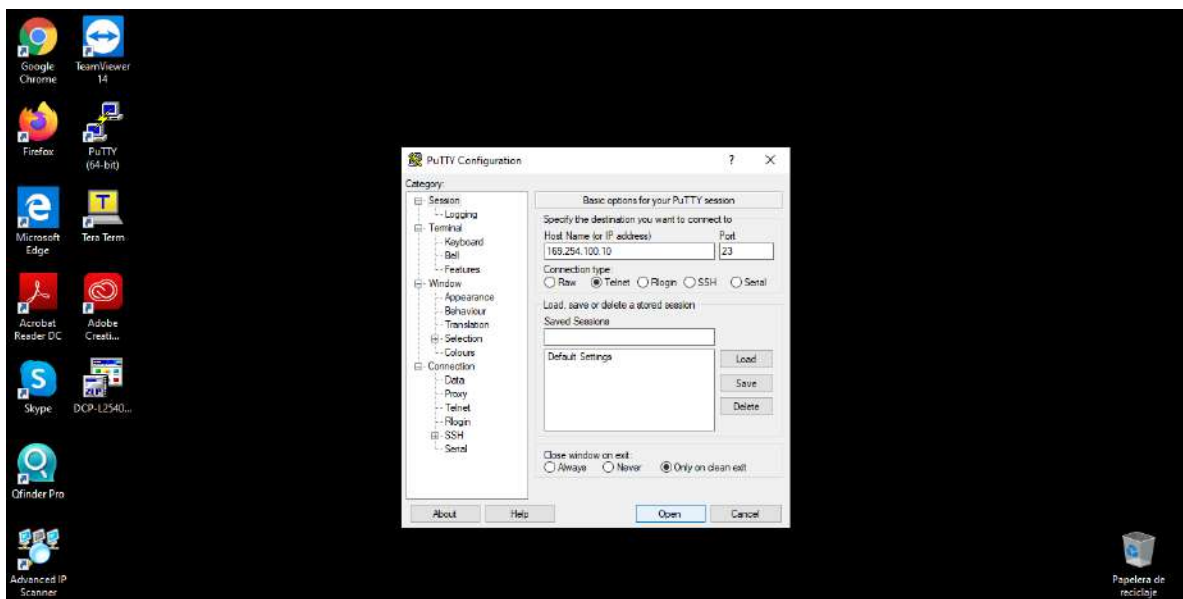 Google
Chrome
TeamViewer
14
Firefox
PuTTY
(64-bit)
Microsoft
Edge
Tera Term
Acrobat
Reader DC
Adobe
Creati...
Skype
DCP-L2540...
Qfinder Pro
Advanced IP
Scanner
Papelera de
reciclaje
PuTTY Configuration
? X
Category:
Session
Logging
Terminal
Keyboard
Bell
Features
Window
Appearance
Behaviour
Translation
Selection
Colours
Connection
Data
Proxy
Telnet
Rlogin
SSH
Serial
Basic options for your PuTTY session
Specify the destination you want to connect to
Host Name (or IP address) Port
169.254.100.10 23
Connection type:
Raw Telnet Rlogin SSH Serial
Load, save or delete a stored session
Saved Sessions
Default Settings
Load
Save
Delete
Close window on exit:
Always Never Only on clean exit
About Help Open Cancel